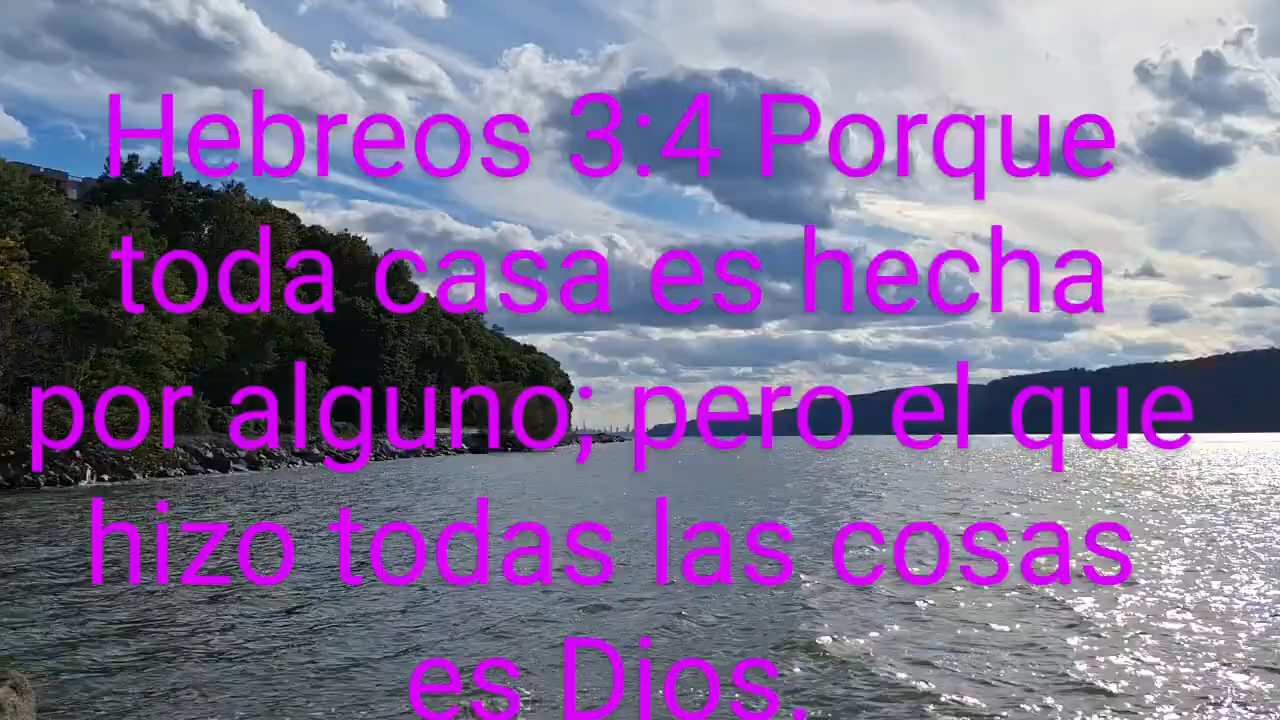 Hebreos 3:4 Porque
toda casa es hecha
por alguno; pero el que
hizo todas las cosas
es Dios.